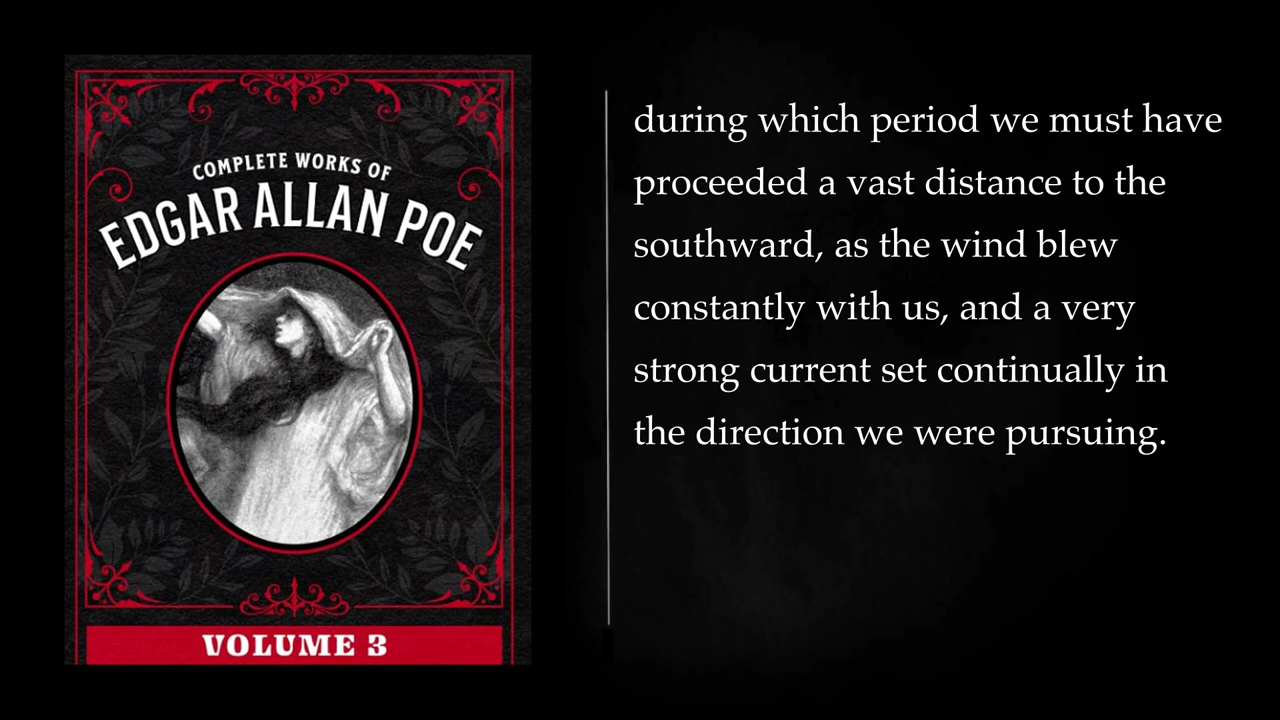 COMPLETE WORKS OF
EDGAR ALLAN POE
VOLUME 3
during which period we must have
proceeded a vast distance to the
southward, as the wind blew
constantly with us, and a very
strong current set continually in
the direction we were pursuing.